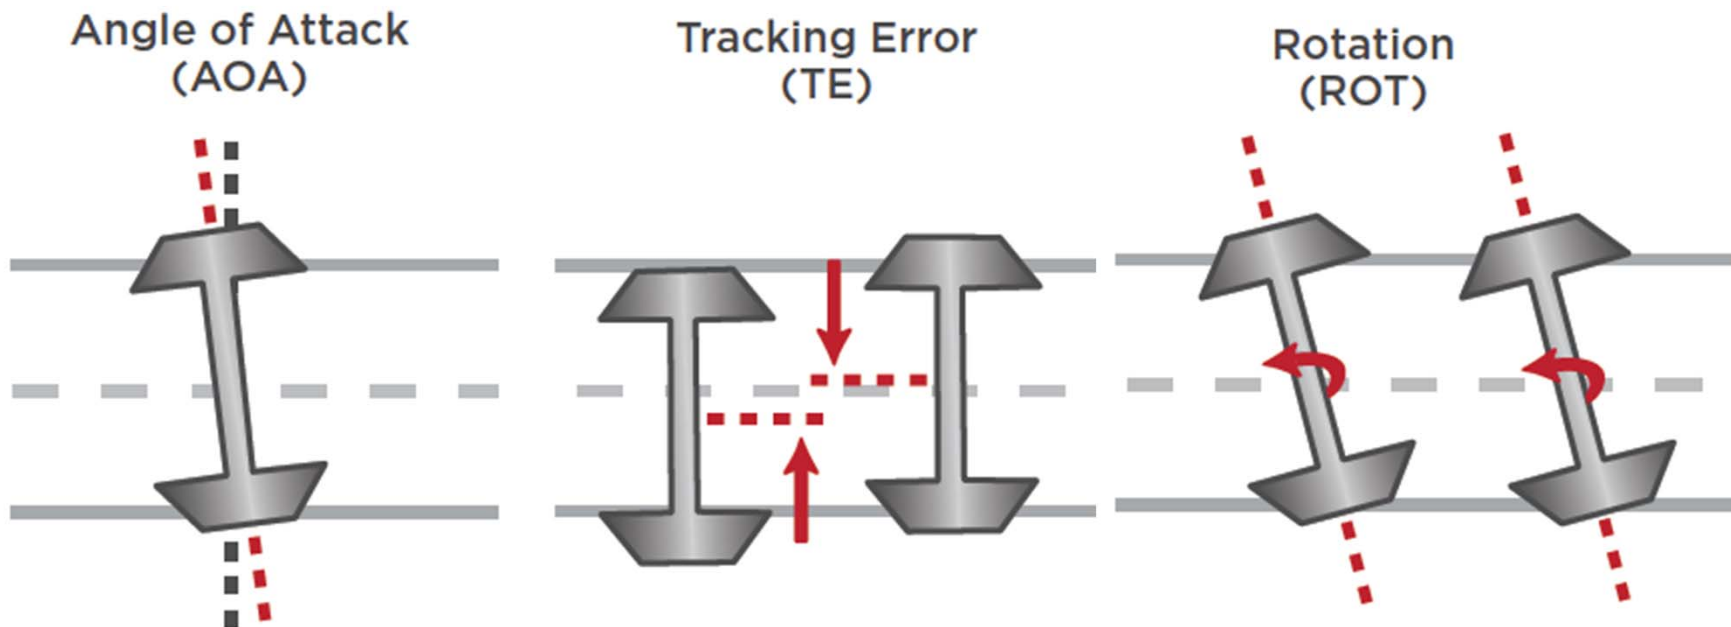 Angle of Attack
(AOA)
Tracking Error
(TE)
Rotation
(ROT)